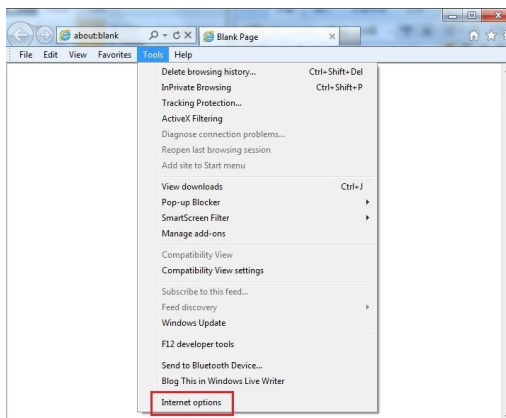 about:blank
Blank Page
File Edit View Favorites Tools Help
Delete browsing history... Ctrl+Shift+Del
InPrivate Browsing Ctrl+Shift+P
Tracking Protection...
ActiveX Filtering
Diagnose connection problems...
Reopen last browsing session
Add site to Start menu
View downloads Ctrl+J
Pop-up Blocker
SmartScreen Filter
Manage add-ons
Compatibility View
Compatibility View settings
Subscribe to this feed...
Feed discovery
Windows Update
F12 developer tools
Send to Bluetooth Device...
Blog This in Windows Live Writer
Internet options